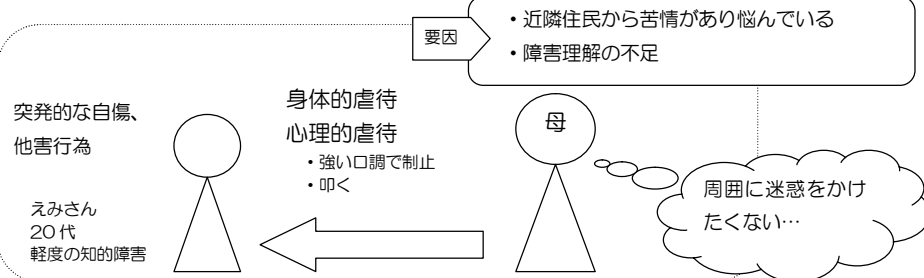 ・近隣住民から苦情があり悩んでいる
・障害理解の不足
要因
突発的な自傷、
他害行為
身体的虐待
心理的虐待
・強い口調で制止
・叩く
母
周囲に迷惑をかけ
たくない…
えみさん
20代
軽度の知的障害